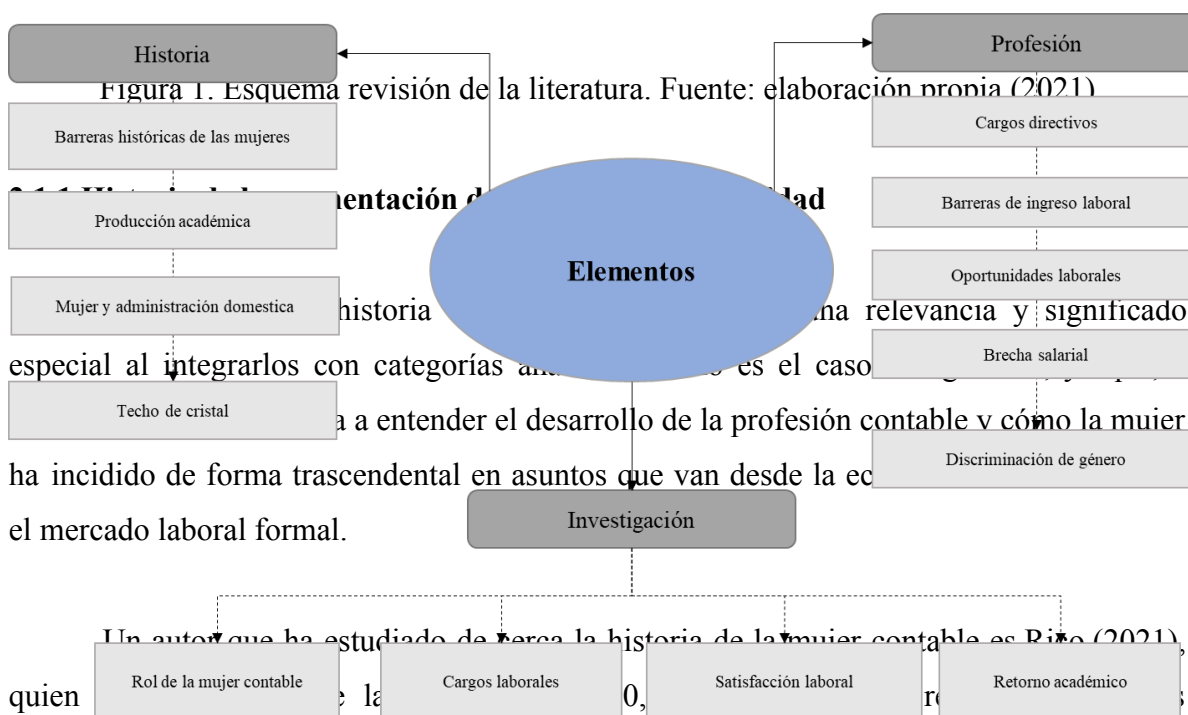 Historia
Profesión
Figura 1. Esquema revisión de la literatura. Fuente: elaboración propia (2021)
Barreras históricas de las mujeres
Cargos directivos
Producción académica
Barreras de ingreso laboral
Elementos
Oportunidades laborales
Mujer y administración domestica
historia relevancia y significado
Brecha salarial
especial al integrarlos con categorías es el caso
Techo de cristal
a entender el desarrollo de la profesión contable y cómo la mujer
Discriminación de género
ha incidido de forma trascendental en asuntos que van desde la
Investigación
el mercado laboral formal.
Un autor que ha estudiado de cerca la historia de la mujer contable es Rico (2021),
Rol de la mujer contable
Cargos laborales
Satisfacción laboral
Retorno académico
quien